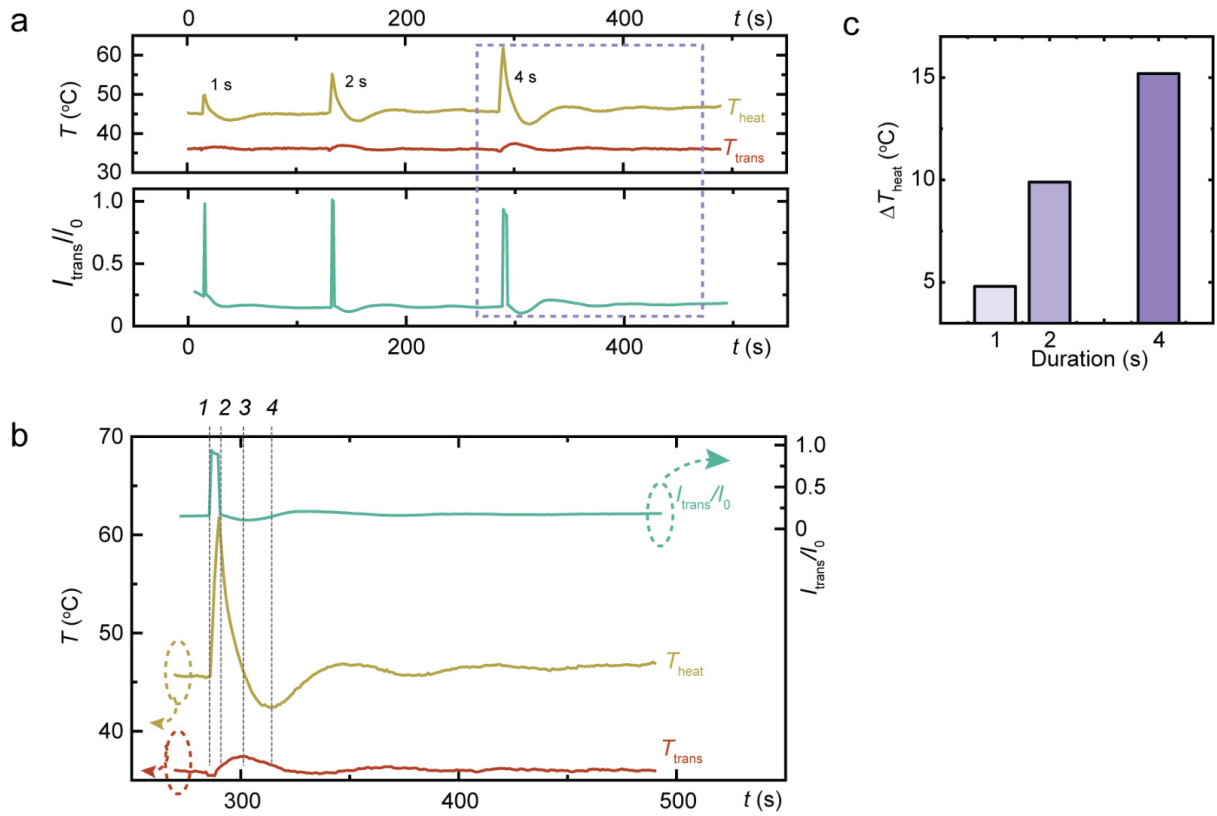 a
0 200 400 t (s)
60
50
40
30
T (°C)
1 s
2 s
4 s
T_heat
T_trans
1.0
0.5
0
I_trans/I_0
0 200 400 t (s)
c
15
10
5
ΔT_heat (°C)
1 2 4
Duration (s)
b
1 2 3 4
70
60
50
40
T (°C)
1.0
0.5
0
I_trans/I_0
I_trans/I_0
T_heat
T_trans
300 400 500 t (s)